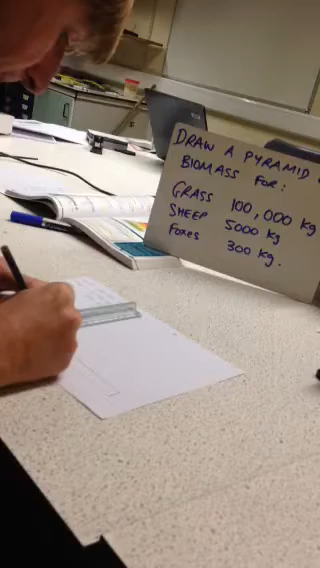 DRAW A PYRAMID
BIOMASS FOR:
GRASS 100,000 kg
SHEEP 5000 kg
FOXES 300 kg.